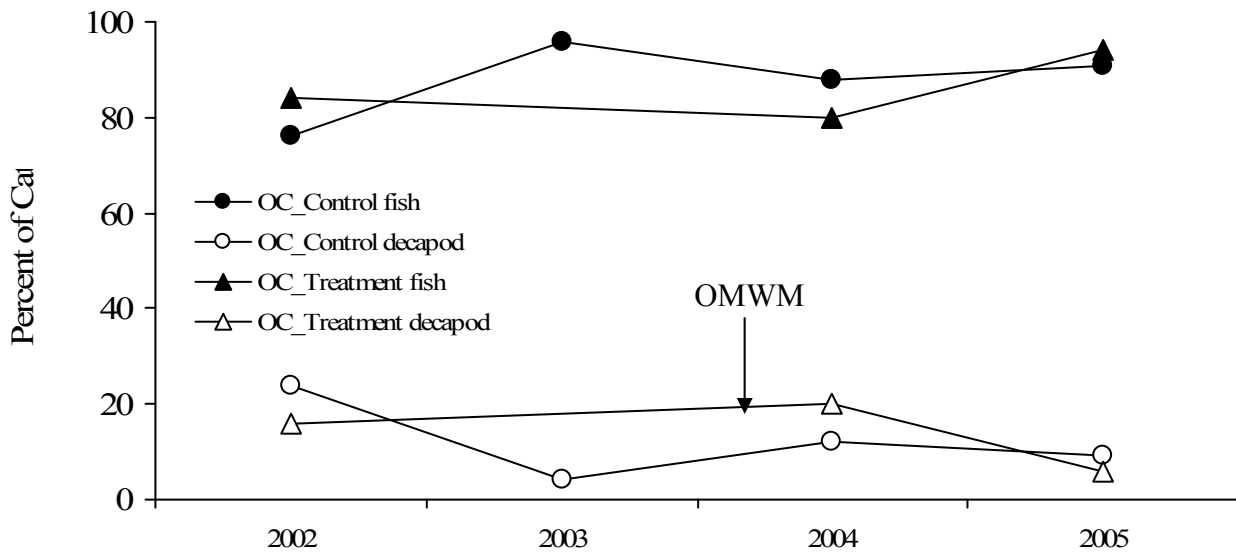 100
80
60
40
20
0
Percent of Cat
OC_Control fish
OC_Control decapod
OC_Treatment fish
OC_Treatment decapod
OMWM
2002 2003 2004 2005